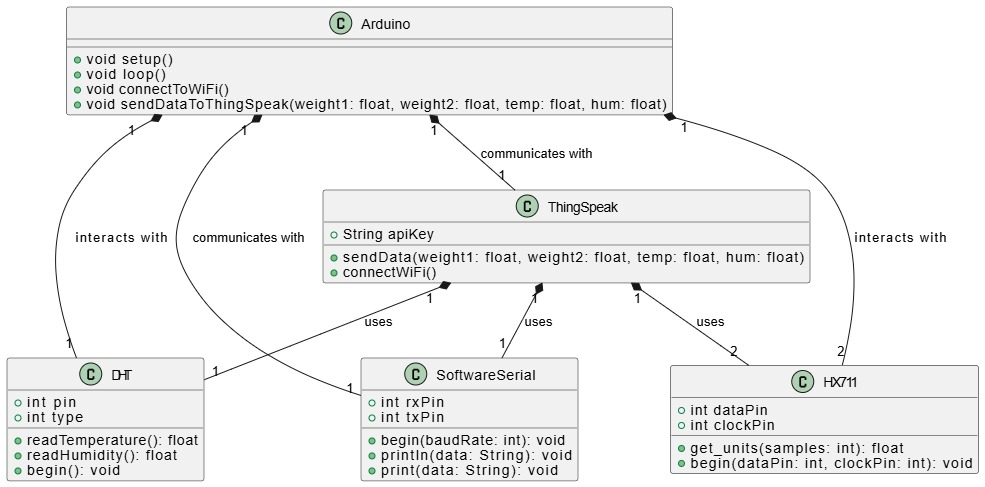 C Arduino
void setup()
void loop()
void connectToWiFi()
void sendDataToThingSpeak(weight1: float, weight2: float, temp: float, hum: float)
1 1 1 1
communicates with
1
C ThingSpeak
String apiKey
sendData(weight1: float, weight2: float, temp: float, hum: float)
connectWiFi()
interacts with communicates with interacts with
1 1 1
uses uses uses
1 1 1 1 2 2
C DHT
int pin
int type
readTemperature(): float
readHumidity(): float
begin(): void
C SoftwareSerial
int rxPin
int txPin
begin(baudRate: int): void
println(data: String): void
print(data: String): void
C HX711
int dataPin
int clockPin
get_units(samples: int): float
begin(dataPin: int, clockPin: int): void